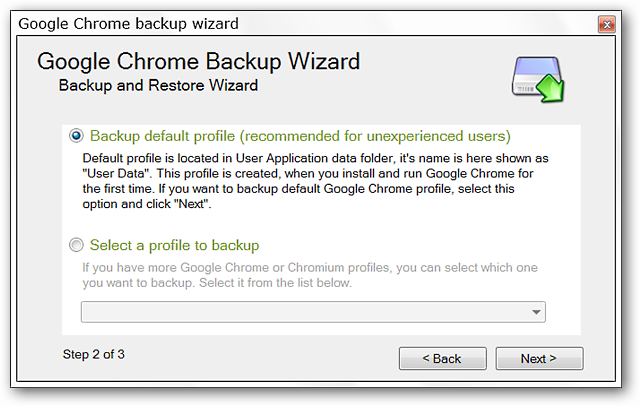 Google Chrome backup wizard
Google Chrome Backup Wizard
Backup and Restore Wizard
Backup default profile (recommended for unexperienced users)
Default profile is located in User Application data folder, it's name is here shown as
"User Data". This profile is created, when you install and run Google Chrome for
the first time. If you want to backup default Google Chrome profile, select this
option and click "Next".
Select a profile to backup
If you have more Google Chrome or Chromium profiles, you can select which one
you want to backup. Select it from the list below.
Step 2 of 3
< Back
Next >